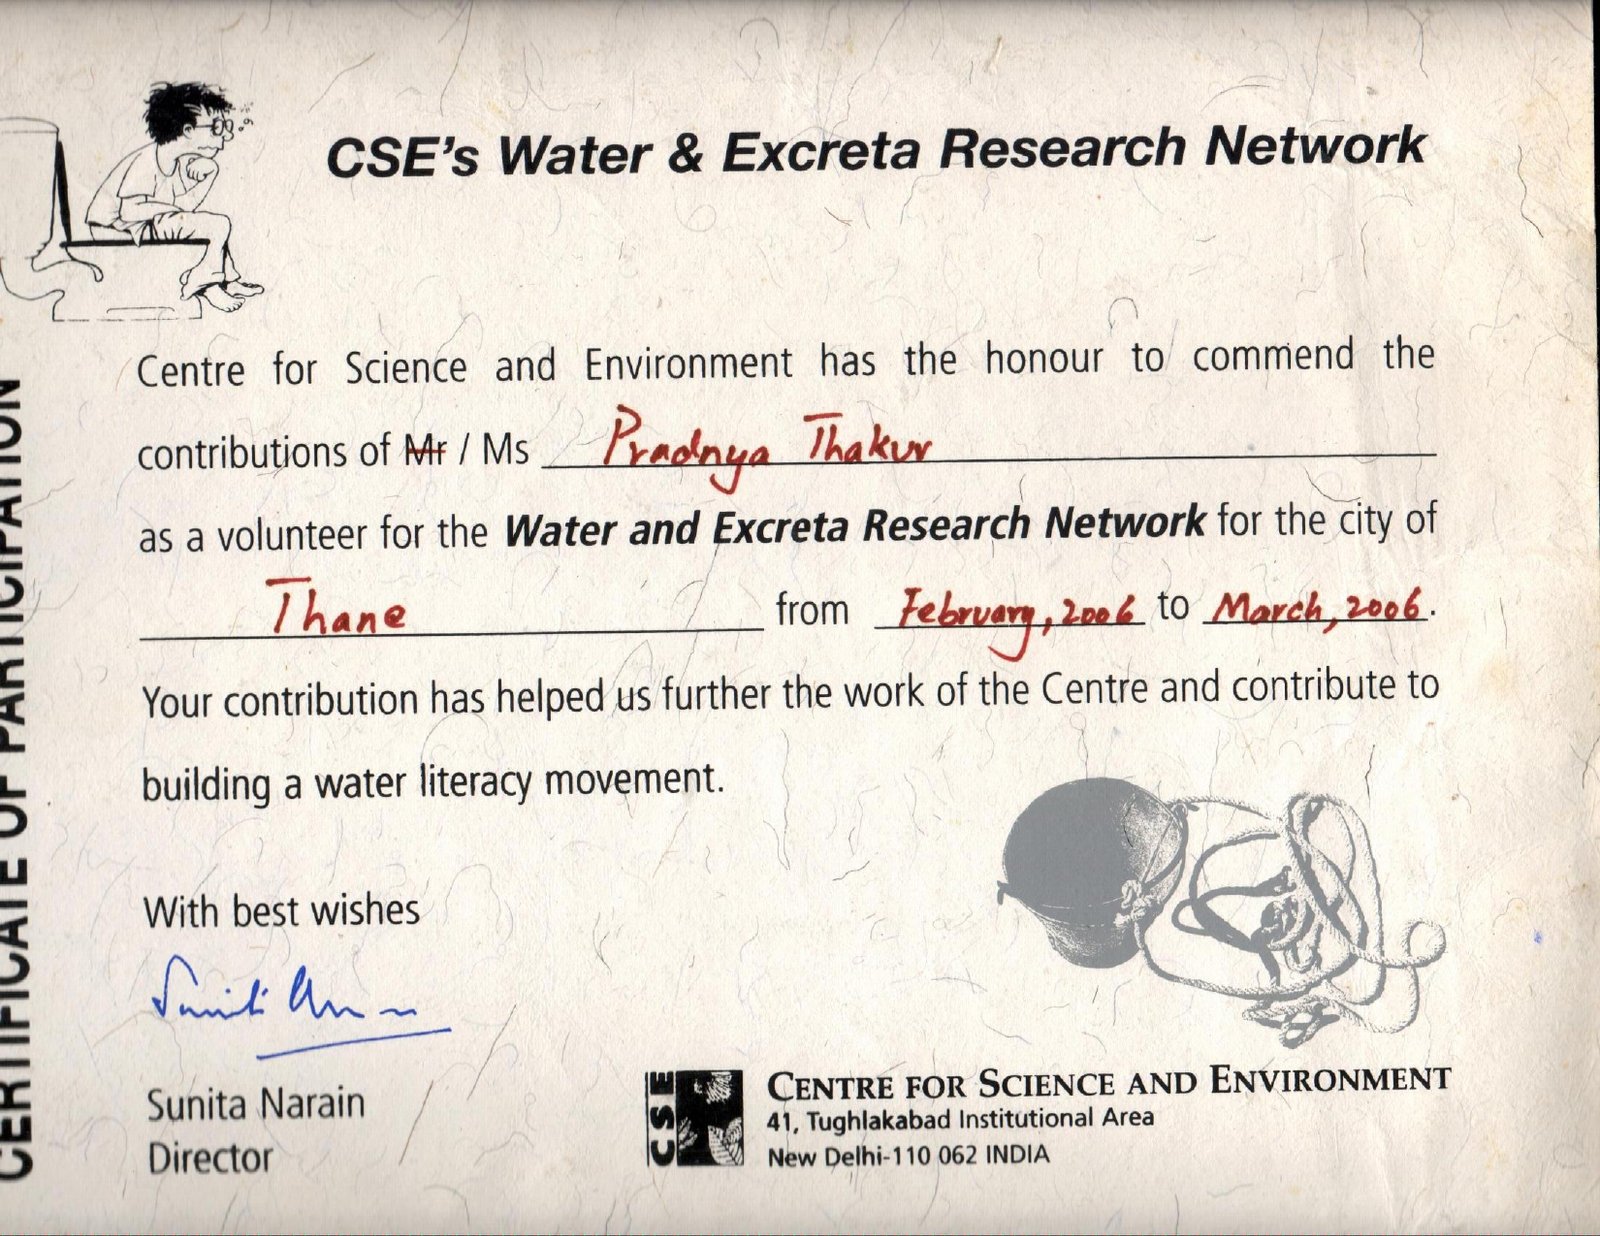 CERTIFICATE OF PARTICIPATION
CSE's Water & Excreta Research Network
Centre for Science and Environment has the honour to commend the
contributions of Mr / Ms Pradnya Thakur
as a volunteer for the Water and Excreta Research Network for the city of
Thane from February, 2006 to March, 2006.
Your contribution has helped us further the work of the Centre and contribute to
building a water literacy movement.
With best wishes
Sunita Narain
Sunita Narain
Director
CSE
CENTRE FOR SCIENCE AND ENVIRONMENT
41, Tughlakabad Institutional Area
New Delhi-110 062 INDIA